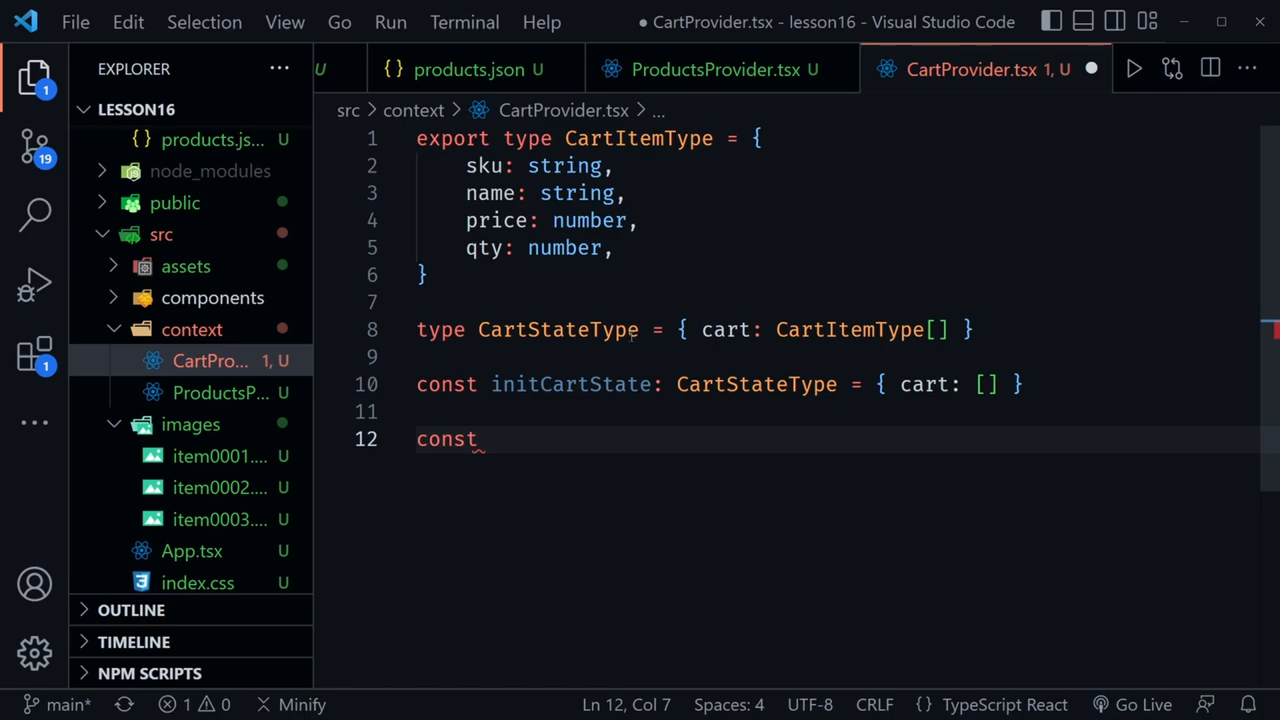 File Edit Selection View Go Run Terminal Help
● CartProvider.tsx - lesson16 - Visual Studio Code
EXPLORER ...
U
{} products.json U
ProductsProvider.tsx U
CartProvider.tsx 1, U
LESSON16
src > context > CartProvider.tsx > ...
{} products.js... U
node_modules
public
src
assets
components
context
CartPro... 1, U
ProductsP... U
images
item0001.... U
item0002.... U
item0003.... U
App.tsx U
index.css U
OUTLINE
TIMELINE
NPM SCRIPTS
1
19
1
1 export type CartItemType = {
2 sku: string,
3 name: string,
4 price: number,
5 qty: number,
6 }
7
8 type CartStateType = { cart: CartItemType[] }
9
10 const initCartState: CartStateType = { cart: [] }
11
12 const
main* 1 0 Minify
Ln 12, Col 7 Spaces: 4 UTF-8 CRLF {} TypeScript React Go Live